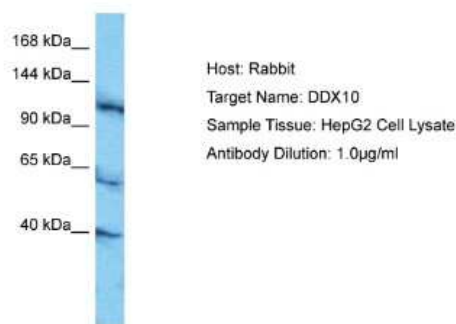 168 kDa
144 kDa
90 kDa
65 kDa
40 kDa
Host: Rabbit
Target Name: DDX10
Sample Tissue: HepG2 Cell Lysate
Antibody Dilution: 1.0µg/ml